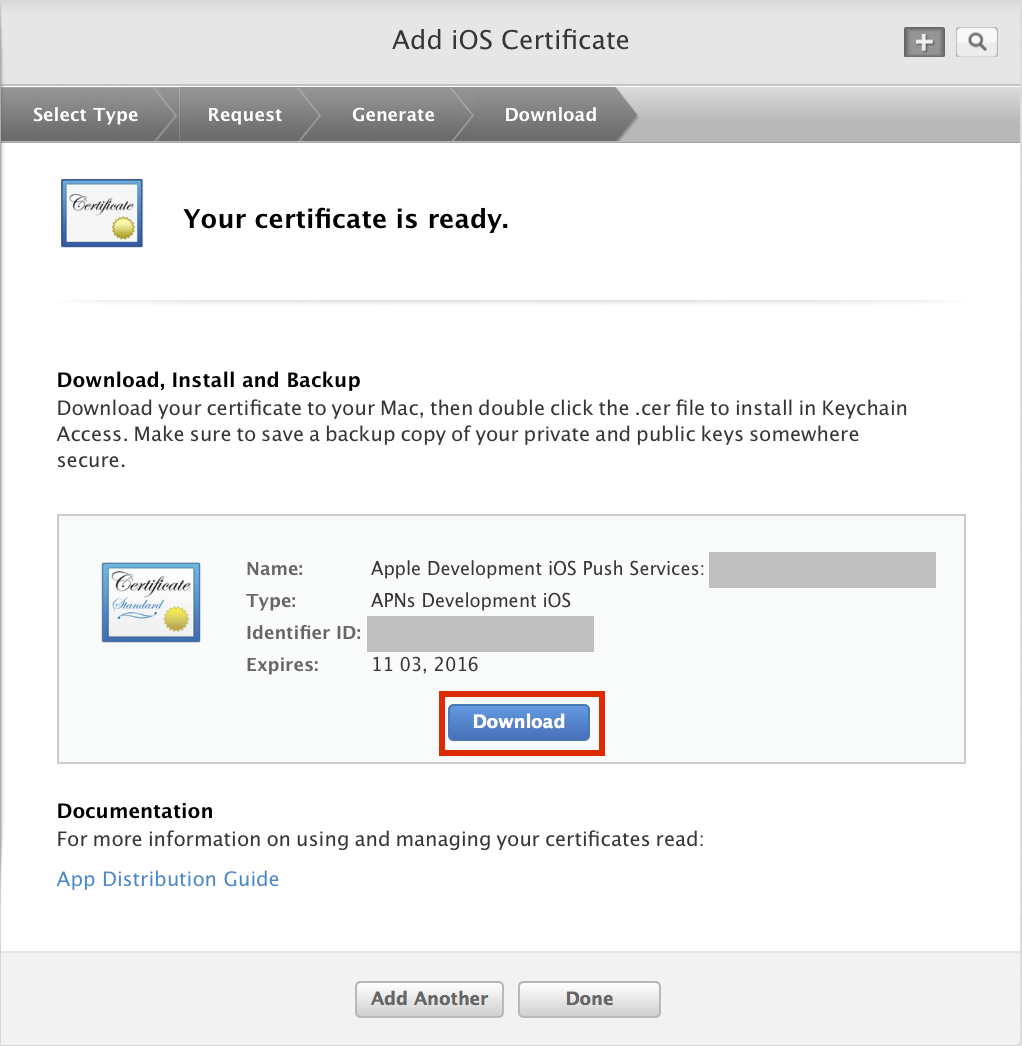 Add iOS Certificate
Select Type
Request
Generate
Download
Certificate
Your certificate is ready.
Download, Install and Backup
Download your certificate to your Mac, then double click the .cer file to install in Keychain
Access. Make sure to save a backup copy of your private and public keys somewhere
secure.
Certificate
Standard
Name: Apple Development iOS Push Services:
Type: APNs Development iOS
Identifier ID:
Expires: 11 03, 2016
Download
Documentation
For more information on using and managing your certificates read:
App Distribution Guide
Add Another
Done